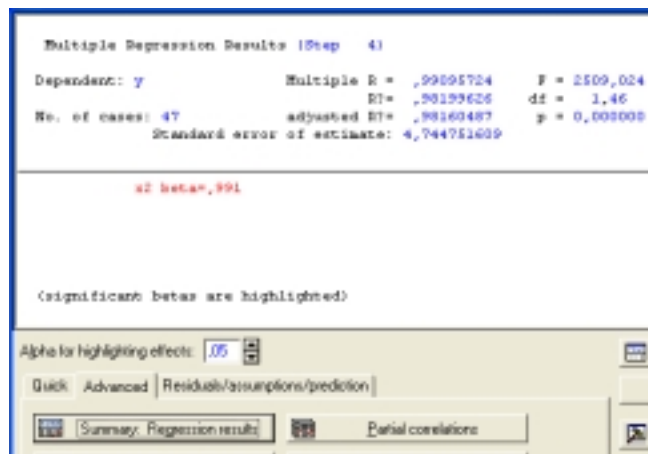 Multiple Regression Results (Step 4)
Dependent: y Multiple R = ,99095724 F = 2509,024
R?= ,98199626 df = 1,46
No. of cases: 47 adjusted R?= ,98160487 p = 0,000000
Standard error of estimate: 4,744751609
x2 beta=,991
(significant betas are highlighted)
Alpha for highlighting effects: ,05
Quick Advanced Residuals/assumptions/prediction
Summary: Regression results Partial correlations